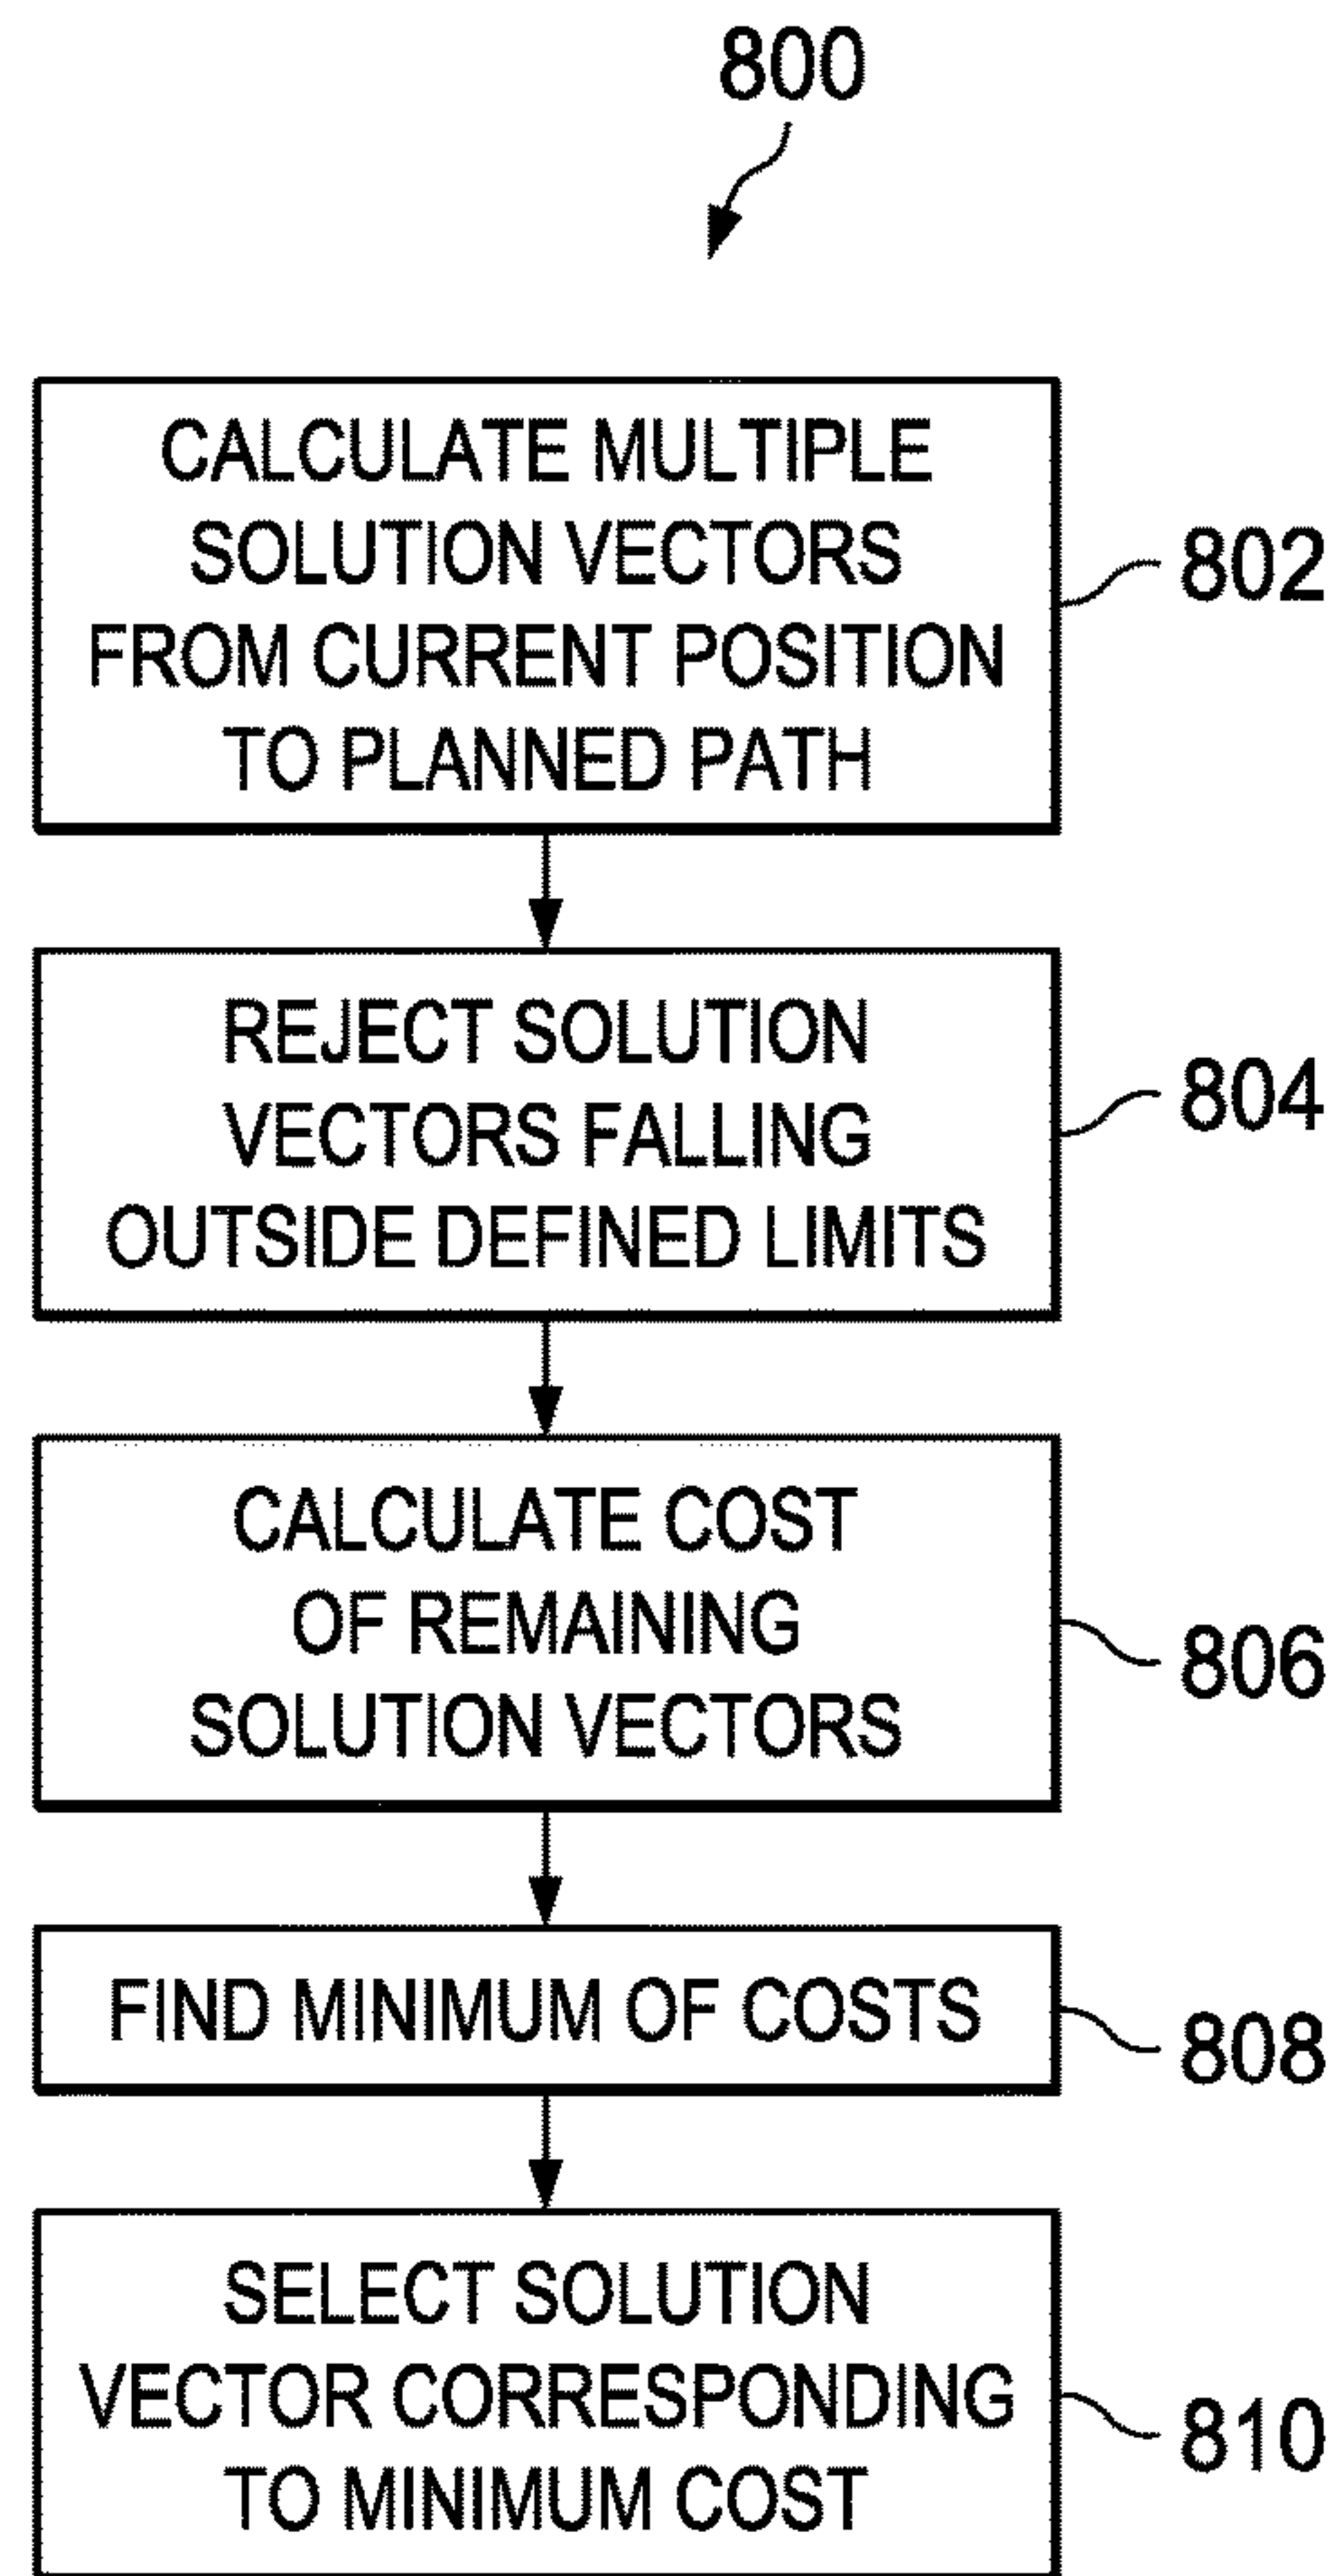 800
CALCULATE MULTIPLE
SOLUTION VECTORS
FROM CURRENT POSITION
TO PLANNED PATH
802
REJECT SOLUTION
VECTORS FALLING
OUTSIDE DEFINED LIMITS
804
CALCULATE COST
OF REMAINING
SOLUTION VECTORS
806
FIND MINIMUM OF COSTS
808
SELECT SOLUTION
VECTOR CORRESPONDING
TO MINIMUM COST
810